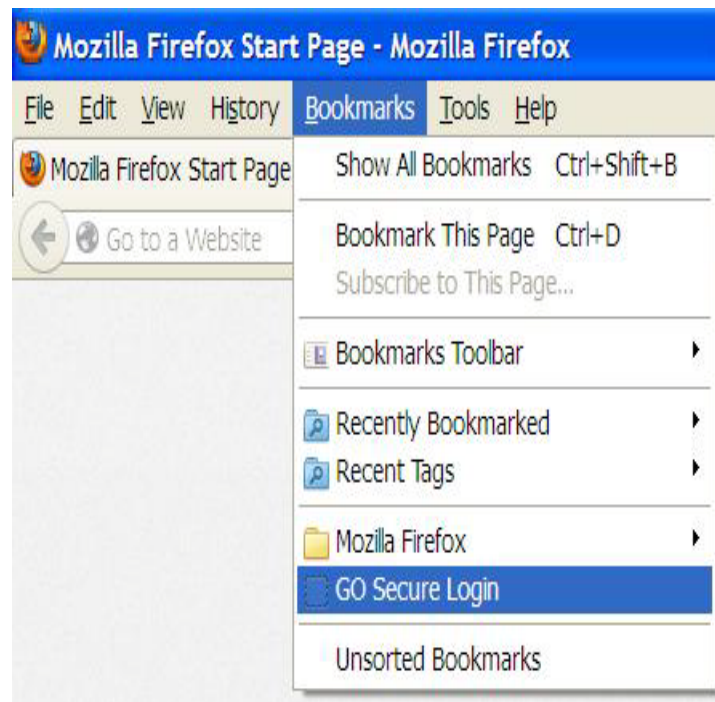 Mozilla Firefox Start Page - Mozilla Firefox
File Edit View History Bookmarks Tools Help
Mozilla Firefox Start Page
Go to a Website
Show All Bookmarks Ctrl+Shift+B
Bookmark This Page Ctrl+D
Subscribe to This Page...
Bookmarks Toolbar
Recently Bookmarked
Recent Tags
Mozilla Firefox
GO Secure Login
Unsorted Bookmarks